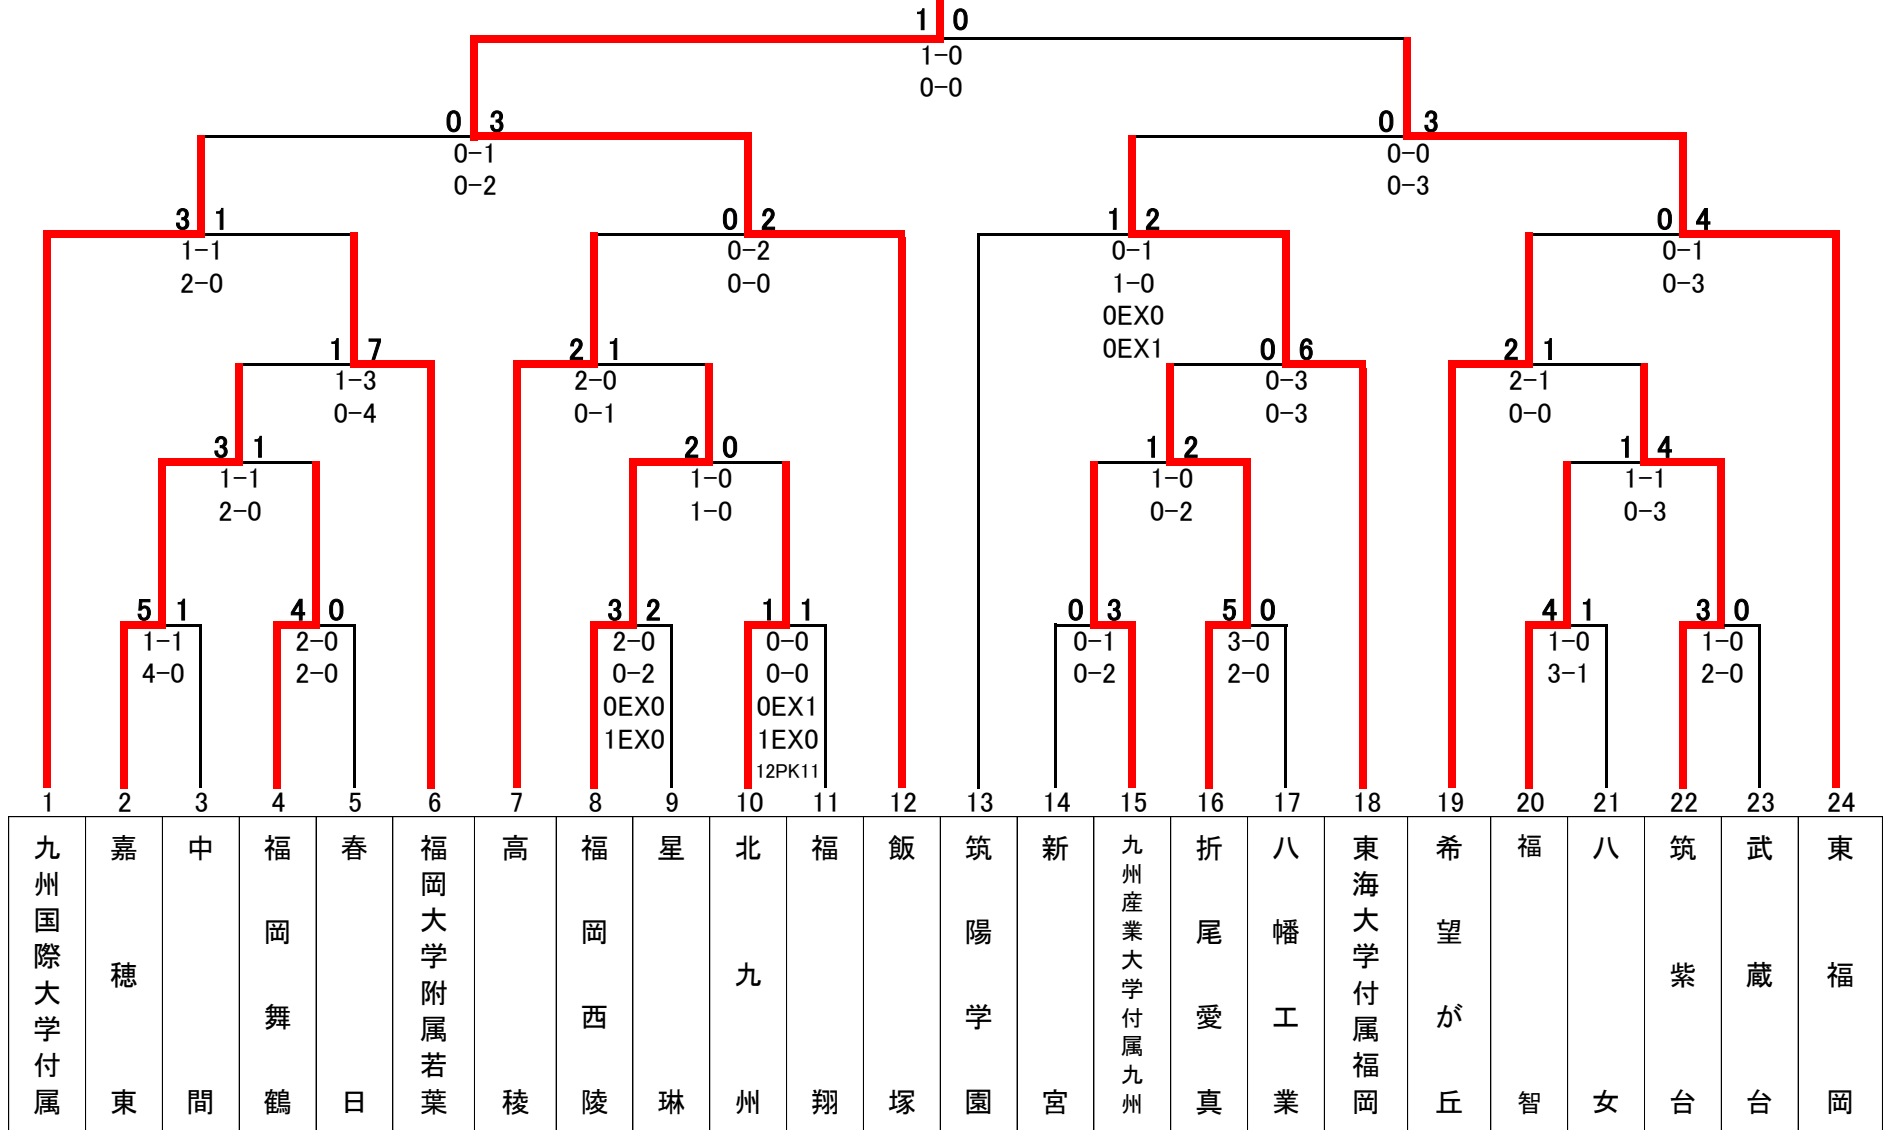 1 0
1-0
0-0
0 3 0 3
0-1 0-0
0-2 0-3
3 1 0 2 1 2 0 4
1-1 0-2 0-1 0-1
2-0 0-0 1-0 0-3
0EX0
0EX1
1 7 2 1 0 6 2 1
1-3 2-0 0-3 2-1
0-4 0-1 0-3 0-0
3 1 2 0 1 2 1 4
1-1 1-0 1-0 1-1
2-0 1-0 0-2 0-3
5 1 4 0 3 2 1 1 0 3 5 0 4 1 3 0
1-1 2-0 2-0 0-0 0-1 3-0 1-0 1-0
4-0 2-0 0-2 0-0 0-2 2-0 3-1 2-0
0EX0 0EX1
1EX0 1EX0
12PK11
1 2 3 4 5 6 7 8 9 10 11 12 13 14 15 16 17 18 19 20 21 22 23 24
九州国際大学付属
嘉穂東
中間
福岡舞鶴
春日
福岡大学附属若葉
高稜
福岡西陵
星琳
北九州
福翔
飯塚
筑陽学園
新宮
九州産業大学付属九州
折尾愛真
八幡工業
東海大学付属福岡
希望が丘
福智
八女
筑紫台
武蔵台
東福岡